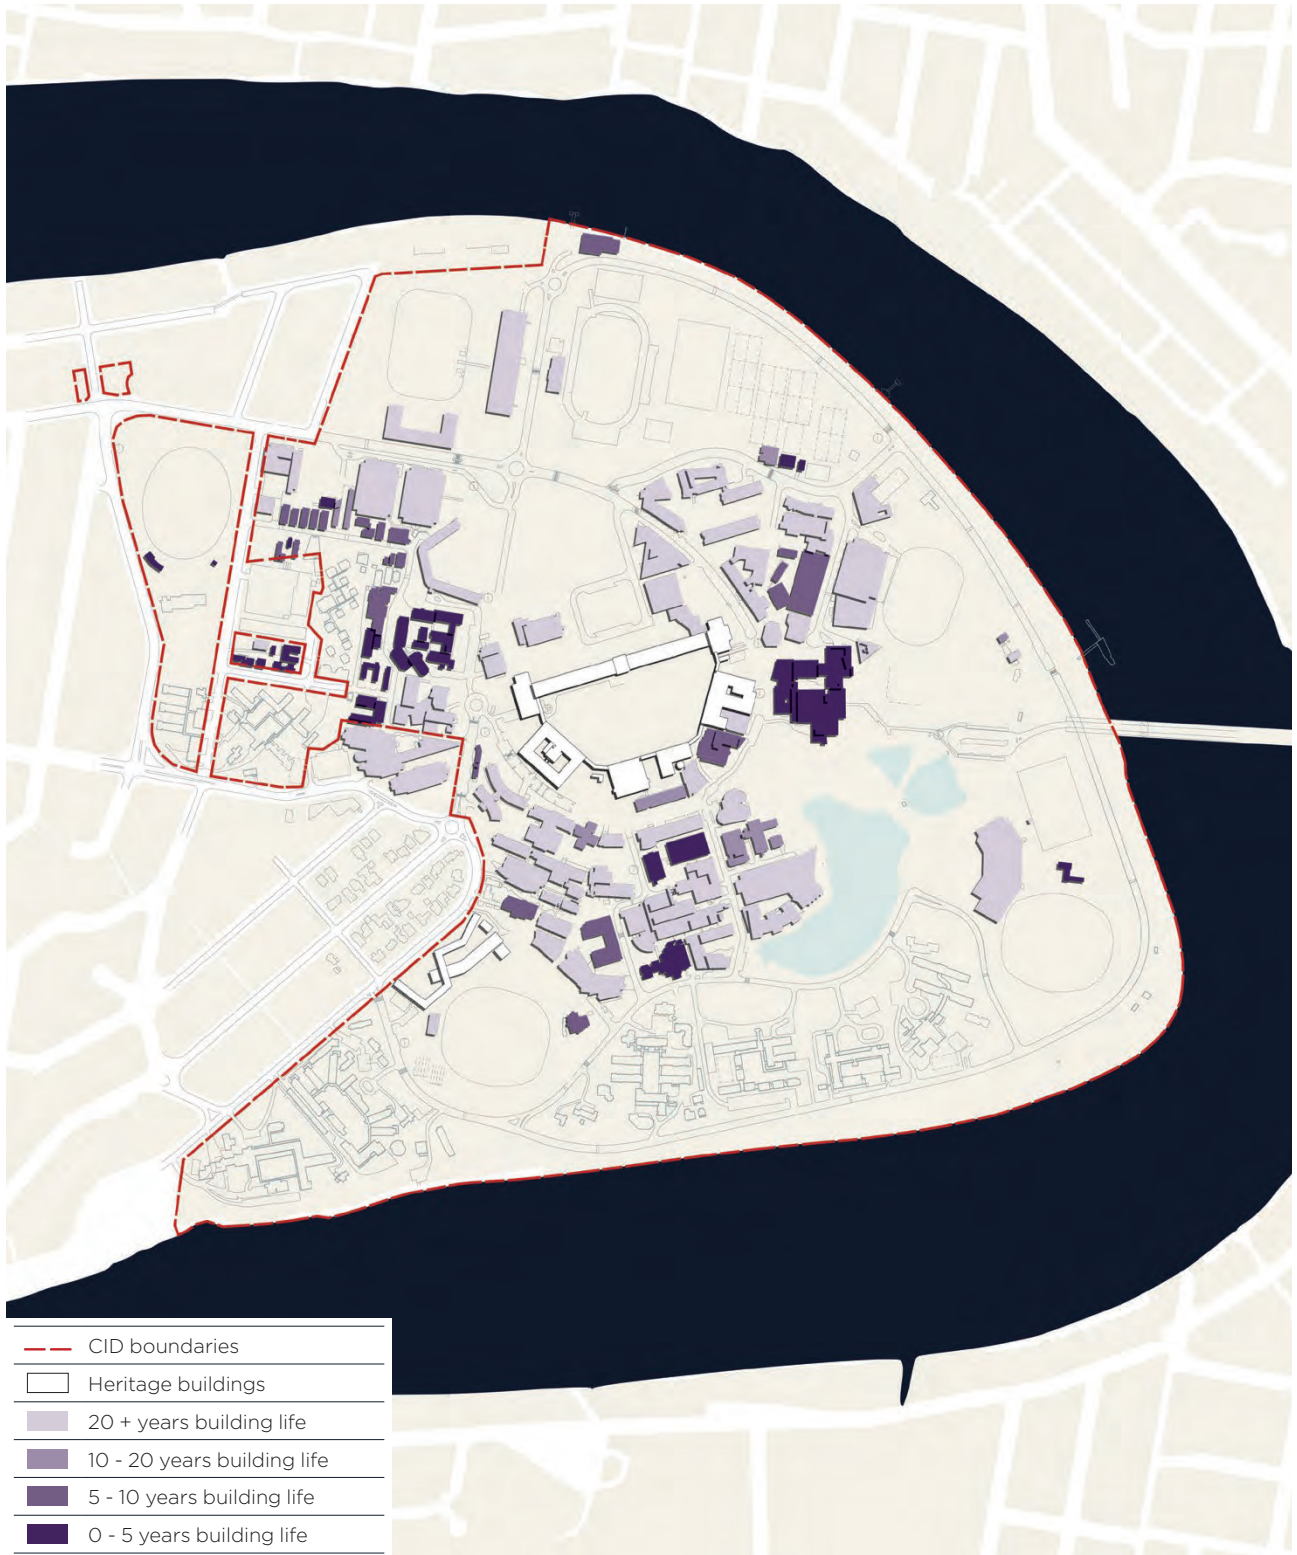 CID boundaries
Heritage buildings
20 + years building life
10 - 20 years building life
5 - 10 years building life
0 - 5 years building life